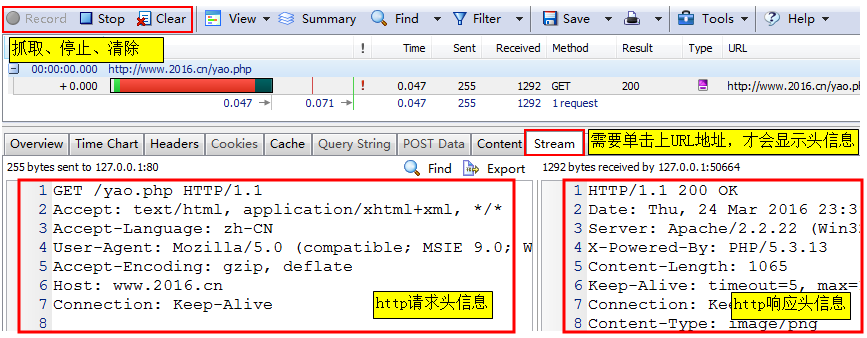 Record Stop Clear View Summary Find Filter Save Tools Help
抓取、停止、清除
! Time Sent Received Method Result Type URL
00:00:00.000 http://www.2016.cn/yao.php
+ 0.000 ! 0.047 255 1292 GET 200 http://www.2016.cn/yao.pl
0.047 0.071 0.047 255 1292 1 request
Overview Time Chart Headers Cookies Cache Query String POST Data Content Stream
需要单击上URL地址，才会显示头信息
255 bytes sent to 127.0.0.1:80 Find Export
1 GET /yao.php HTTP/1.1
2 Accept: text/html, application/xhtml+xml, */*
3 Accept-Language: zh-CN
4 User-Agent: Mozilla/5.0 (compatible; MSIE 9.0; W
5 Accept-Encoding: gzip, deflate
6 Host: www.2016.cn
7 Connection: Keep-Alive
8
http请求头信息
1292 bytes received by 127.0.0.1:50664
1 HTTP/1.1 200 OK
2 Date: Thu, 24 Mar 2016 23:3
3 Server: Apache/2.2.22 (Win3
4 X-Powered-By: PHP/5.3.13
5 Content-Length: 1065
6 Keep-Alive: timeout=5, max=
7 Connection: Kee
8 Content-Type: image/png
http响应头信息